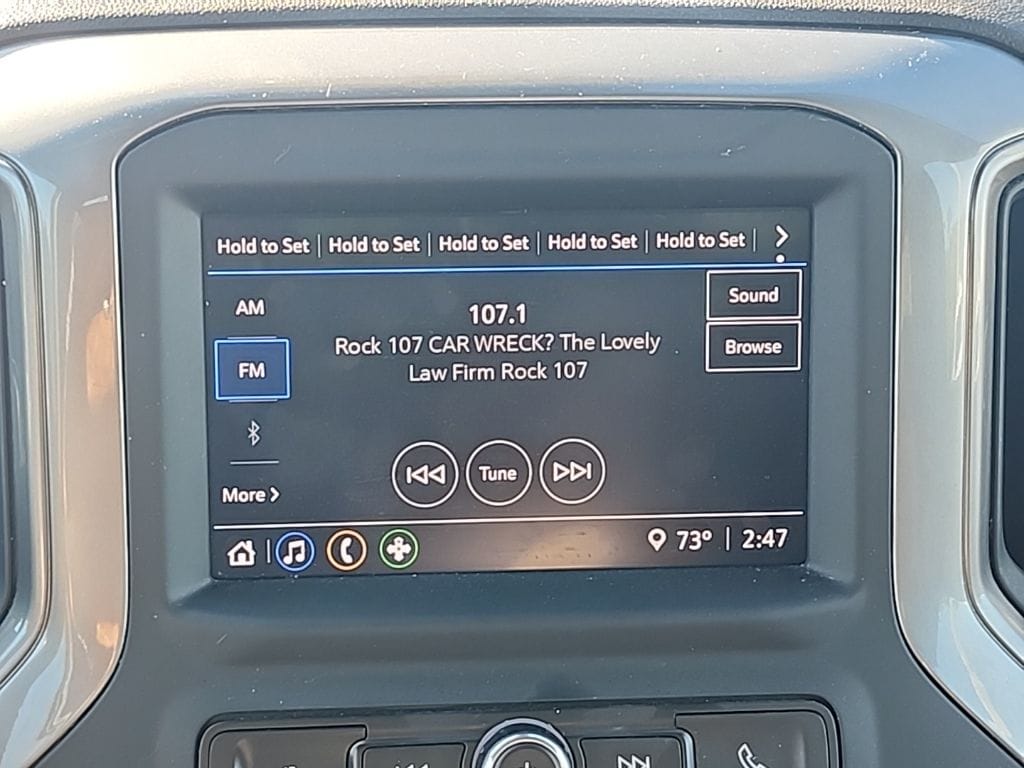 Hold to Set | Hold to Set | Hold to Set | Hold to Set | Hold to Set |
Sound
AM
107.1
Rock 107 CAR WRECK? The Lovely
Law Firm Rock 107
Browse
FM
Tune
More
73° | 2:47